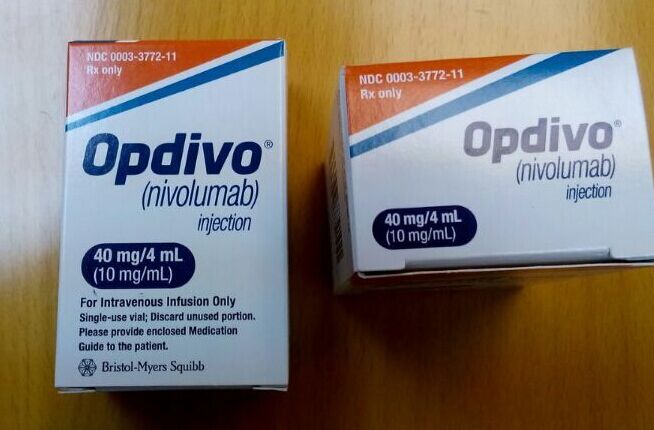 NDC 0003-3772-11
Rx only
Opdivo®
(nivolumab)
injection
40 mg/4 mL
(10 mg/mL)
For Intravenous Infusion Only
Single-use vial; Discard unused portion.
Please provide enclosed Medication
Guide to the patient.
Bristol-Myers Squibb
NDC 0003-3772-11
Rx only
Opdivo®
(nivolumab)
injection
40 mg/4 mL
(10 mg/mL)